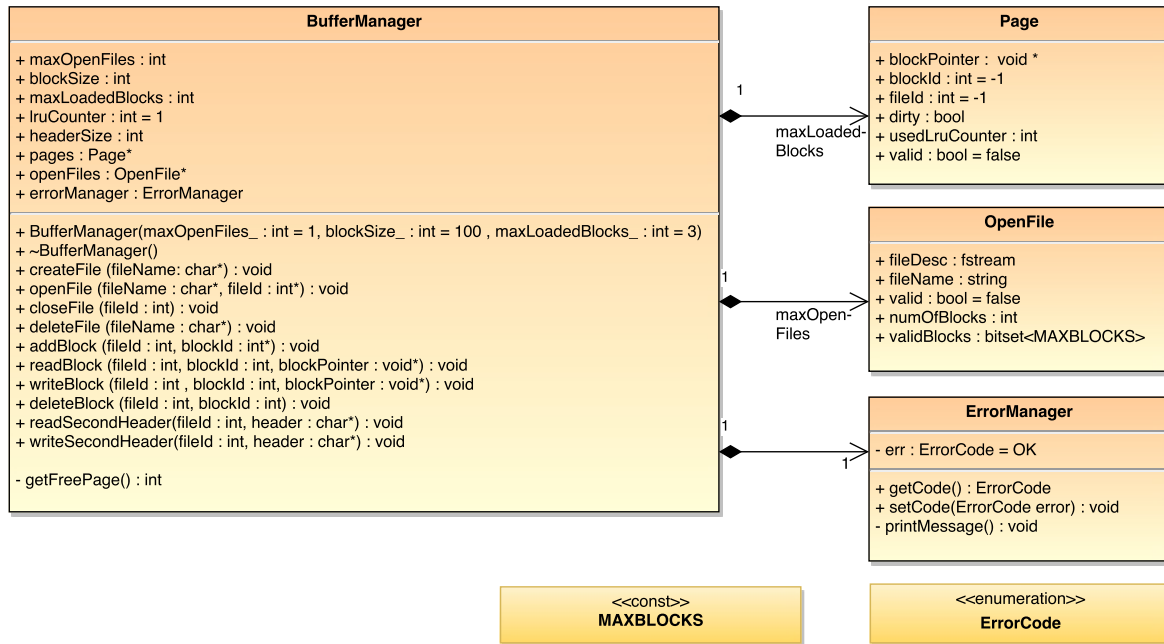 BufferManager
+ maxOpenFiles : int
+ blockSize : int
+ maxLoadedBlocks : int
+ lruCounter : int = 1
+ headerSize : int
+ pages : Page*
+ openFiles : OpenFile*
+ errorManager : ErrorManager
+ BufferManager(maxOpenFiles_ : int = 1, blockSize_ : int = 100 , maxLoadedBlocks_ : int = 3)
+ ~BufferManager()
+ createFile (fileName: char*) : void
+ openFile (fileName : char*, fileId : int*) : void
+ closeFile (fileId : int) : void
+ deleteFile (fileName : char*) : void
+ addBlock (fileId : int, blockId : int*) : void
+ readBlock (fileId : int, blockId : int, blockPointer : void*) : void
+ writeBlock (fileId : int , blockId : int, blockPointer : void*) : void
+ deleteBlock (fileId : int, blockId : int) : void
+ readSecondHeader(fileId : int, header : char*) : void
+ writeSecondHeader(fileId : int, header : char*) : void
- getFreePage() : int
1
maxLoaded-
Blocks
1
maxOpen-
Files
1
1
Page
+ blockPointer : void *
+ blockId : int = -1
+ fileId : int = -1
+ dirty : bool
+ usedLruCounter : int
+ valid : bool = false
OpenFile
+ fileDesc : fstream
+ fileName : string
+ valid : bool = false
+ numOfBlocks : int
+ validBlocks : bitset<MAXBLOCKS>
ErrorManager
- err : ErrorCode = OK
+ getCode() : ErrorCode
+ setCode(ErrorCode error) : void
- printMessage() : void
<<const>>
MAXBLOCKS
<<enumeration>>
ErrorCode